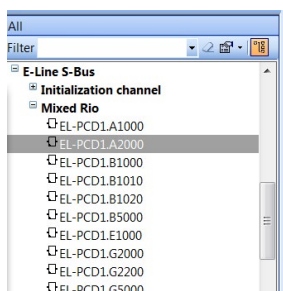 All
Filter
E-Line S-Bus
Initialization channel
Mixed Rio
EL-PCD1.A1000
EL-PCD1.A2000
EL-PCD1.B1000
EL-PCD1.B1010
EL-PCD1.B1020
EL-PCD1.B5000
EL-PCD1.E1000
EL-PCD1.G2000
EL-PCD1.G2200
EL-PCD1.G5000